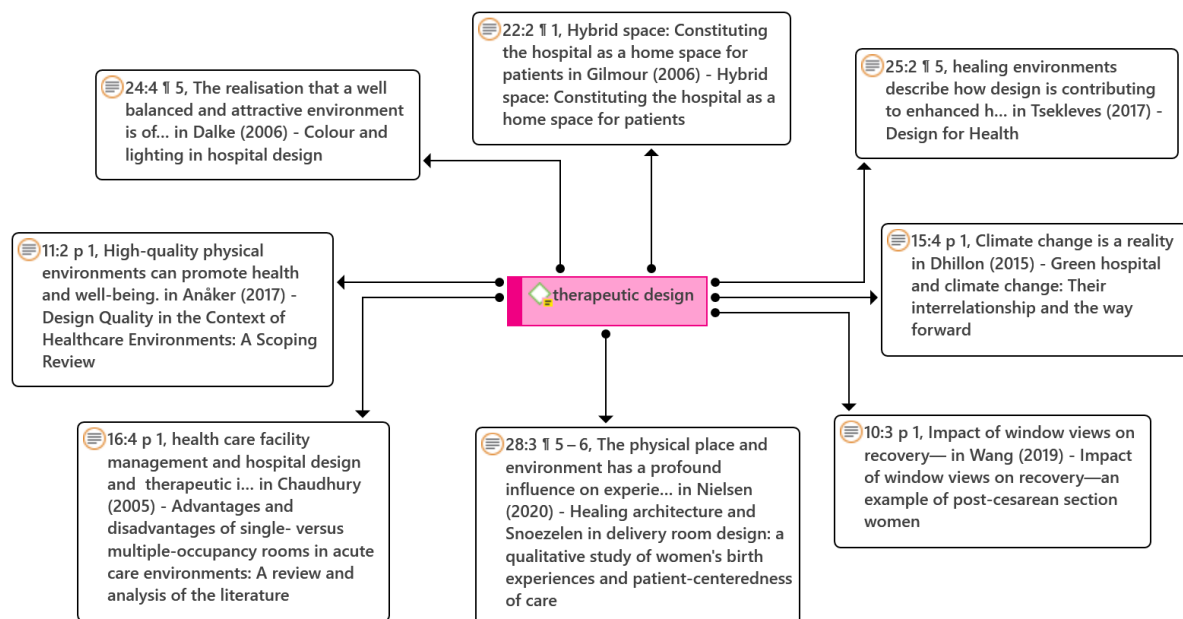 22:2 ¶ 1, Hybrid space: Constituting
the hospital as a home space for
patients in Gilmour (2006) - Hybrid
space: Constituting the hospital as a
home space for patients
24:4 ¶ 5, The realisation that a well
balanced and attractive environment
is of... in Dalke (2006) - Colour and
lighting in hospital design
25:2 ¶ 5, healing environments
describe how design is contributing
to enhanced h... in Tsekleves (2017) -
Design for Health
11:2 p 1, High-quality physical
environments can promote health
and well-being. in Anåker (2017) -
Design Quality in the Context of
Healthcare Environments: A Scoping
Review
therapeutic design
15:4 p 1, Climate change is a reality
in Dhillon (2015) - Green hospital
and climate change: Their
interrelationship and the way
forward
16:4 p 1, health care facility
management and hospital design
and therapeutic i... in Chaudhury
(2005) - Advantages and
disadvantages of single- versus
multiple-occupancy rooms in acute
care environments: A review and
analysis of the literature
28:3 ¶ 5 – 6, The physical place and
environment has a profound
influence on experie... in Nielsen
(2020) - Healing architecture and
Snoezelen in delivery room design: a
qualitative study of women's birth
experiences and patient-centeredness
of care
10:3 p 1, Impact of window views on
recovery— in Wang (2019) - Impact
of window views on recovery—an
example of post-cesarean section
women